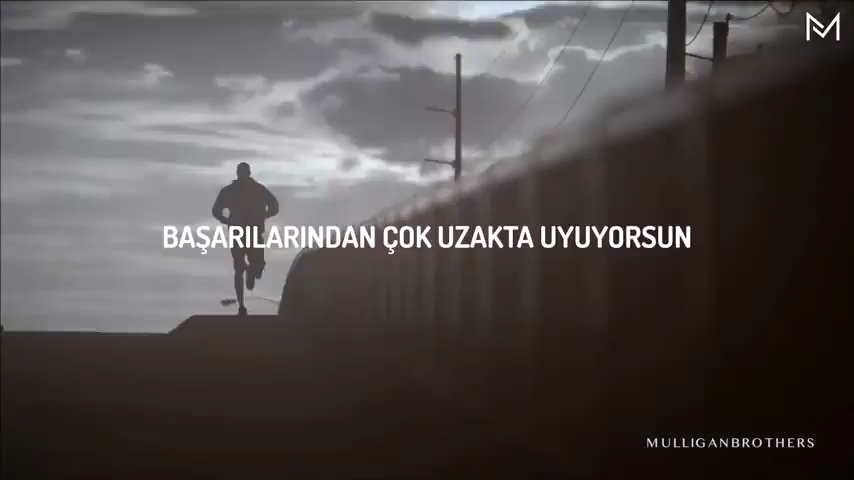 BAŞARILARINDAN ÇOK UZAKTA UYUYORSUN
MULLIGANBROTHERS